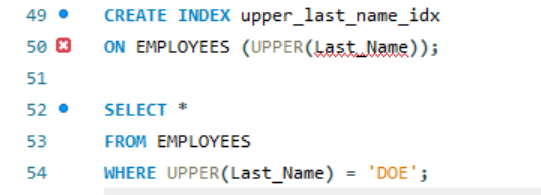 49 CREATE INDEX upper_last_name_idx
50 ON EMPLOYEES (UPPER(Last_Name));
51
52 SELECT *
53 FROM EMPLOYEES
54 WHERE UPPER(Last_Name) = 'DOE';